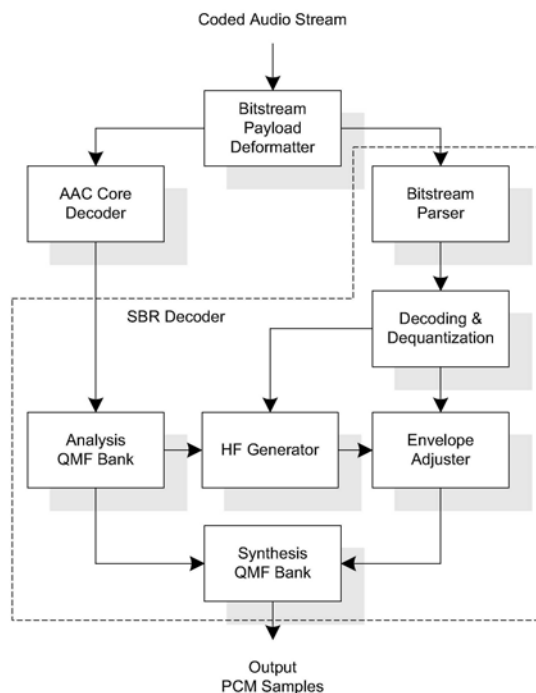 Coded Audio Stream
Bitstream
Payload
Deformatter
AAC Core
Decoder
Bitstream
Parser
SBR Decoder
Decoding &
Dequantization
Analysis
QMF Bank
HF Generator
Envelope
Adjuster
Synthesis
QMF Bank
Output
PCM Samples